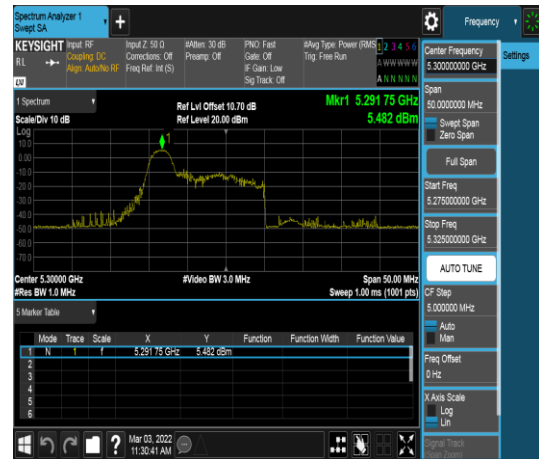 Spectrum Analyzer 1
Swept SA
+
Frequency
KEYSIGHT
RL
LXI
Input: RF
Coupling: DC
Align: Auto/No RF
Input Z: 50 Ω
Corrections: Off
Freq Ref: Int (S)
#Atten: 30 dB
Preamp: Off
PNO: Fast
Gate: Off
IF Gain: Low
Sig Track: Off
#Avg Type: Power (RMS
Trig: Free Run
1 2 3 4 5 6
A W W W W W
A N N N N N
1 Spectrum
Scale/Div 10 dB
Log
Ref Lvl Offset 10.70 dB
Ref Level 20.00 dBm
Mkr1 5.291 75 GHz
5.482 dBm
1
10.0
0.00
-10.0
-20.0
-30.0
-40.0
-50.0
-60.0
-70.0
Center 5.30000 GHz
#Res BW 1.0 MHz
#Video BW 3.0 MHz
Span 50.00 MHz
Sweep 1.00 ms (1001 pts)
5 Marker Table
Mode Trace Scale X Y Function Function Width Function Value
1 N 1 f 5.291 75 GHz 5.482 dBm
2
3
4
5
6
?
Mar 03, 2022
11:30:41 AM
Center Frequency
5.300000000 GHz
Settings
Span
50.0000000 MHz
Swept Span
Zero Span
Full Span
Start Freq
5.275000000 GHz
Stop Freq
5.325000000 GHz
AUTO TUNE
CF Step
5.000000 MHz
Auto
Man
Freq Offset
0 Hz
X Axis Scale
Log
Lin
Signal Track
(Span Zoom)